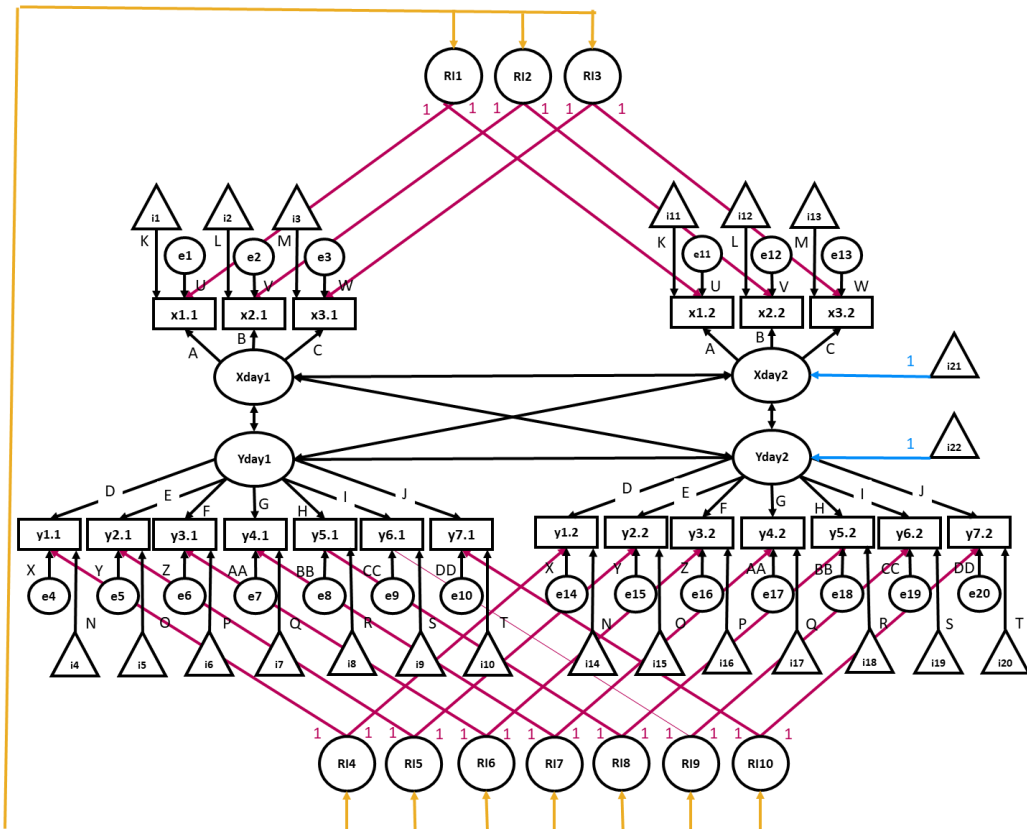 RI1 RI2 RI3
1 1 1 1 1 1
i1 i2 i3 i11 i12 i13
K L M K L M
e1 e2 e3 e11 e12 e13
U V W U V W
x1.1 x2.1 x3.1 x1.2 x2.2 x3.2
A B C A B C
Xday1 Xday2 1 i21
Yday1 Yday2 1 i22
D E F G H I J D E F G H I J
y1.1 y2.1 y3.1 y4.1 y5.1 y6.1 y7.1 y1.2 y2.2 y3.2 y4.2 y5.2 y6.2 y7.2
X Y Z AA BB CC DD X Y Z AA BB CC DD
e4 e5 e6 e7 e8 e9 e10 e14 e15 e16 e17 e18 e19 e20
N O P Q R S T N O P Q R S T
i4 i5 i6 i7 i8 i9 i10 i14 i15 i16 i17 i18 i19 i20
1 1 1 1 1 1 1 1 1 1 1 1 1 1
RI4 RI5 RI6 RI7 RI8 RI9 RI10